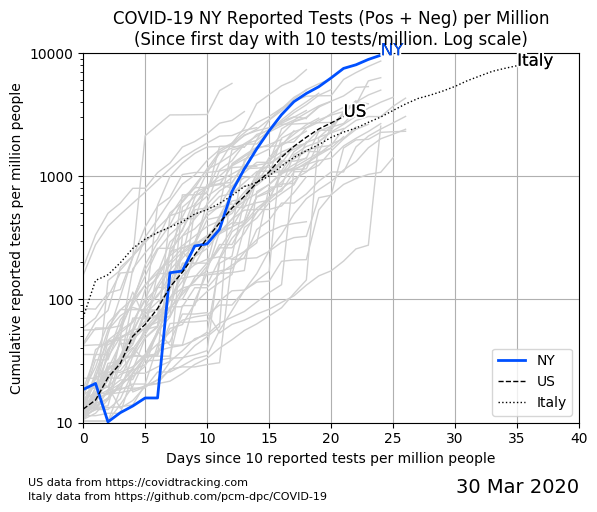 COVID-19 NY Reported Tests (Pos + Neg) per Million
(Since first day with 10 tests/million. Log scale)
NY
Italy
US
10000
1000
100
10
Cumulative reported tests per million people
NY
US
Italy
0 5 10 15 20 25 30 35 40
Days since 10 reported tests per million people
US data from https://covidtracking.com
Italy data from https://github.com/pcm-dpc/COVID-19
30 Mar 2020